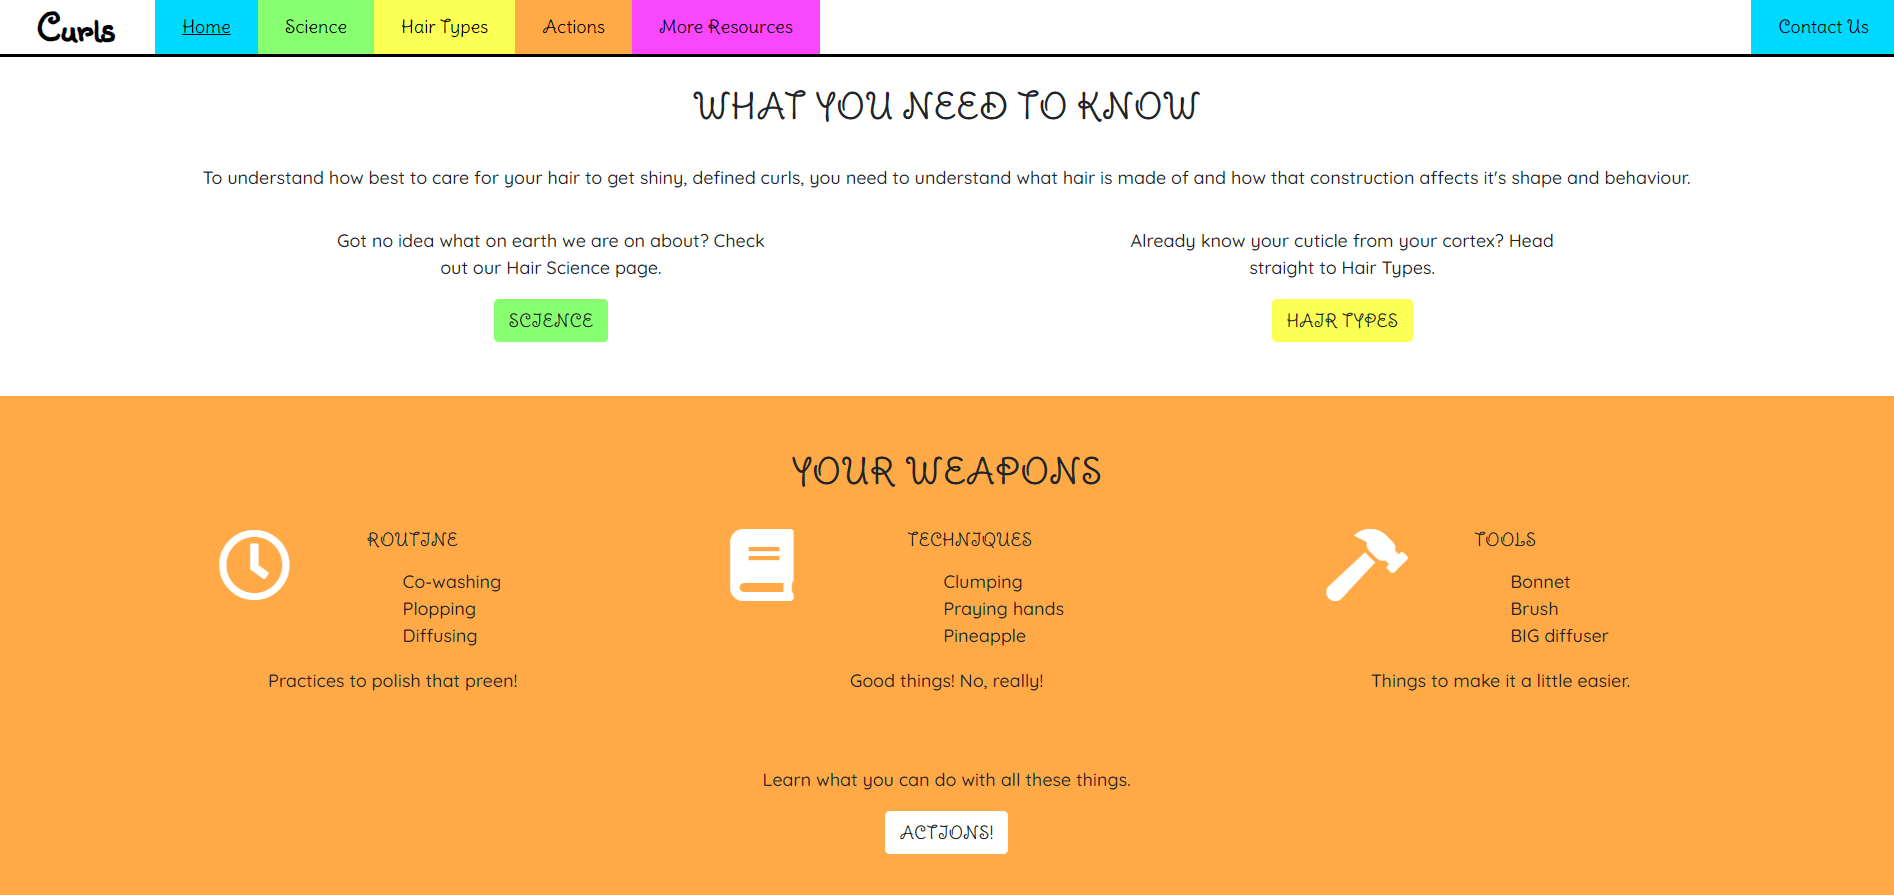 Curls Home Science Hair Types Actions More Resources Contact Us
WHAT YOU NEED TO KNOW
To understand how best to care for your hair to get shiny, defined curls, you need to understand what hair is made of and how that construction affects it's shape and behaviour.
Got no idea what on earth we are on about? Check
out our Hair Science page.
SCIENCE
Already know your cuticle from your cortex? Head
straight to Hair Types.
HAIR TYPES
YOUR WEAPONS
ROUTINE
Co-washing
Plopping
Diffusing
Practices to polish that preen!
TECHNIQUES
Clumping
Praying hands
Pineapple
Good things! No, really!
TOOLS
Bonnet
Brush
BIG diffuser
Things to make it a little easier.
Learn what you can do with all these things.
ACTIONS!